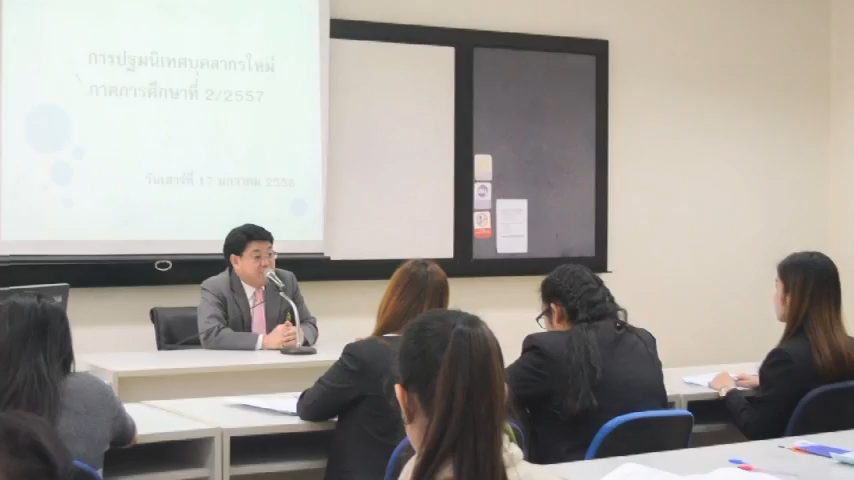 การปฐมนิเทศบุคลากรใหม่
ภาคการศึกษาที่ 2/2557
วันเสาร์ที่ 17 มกราคม 2558